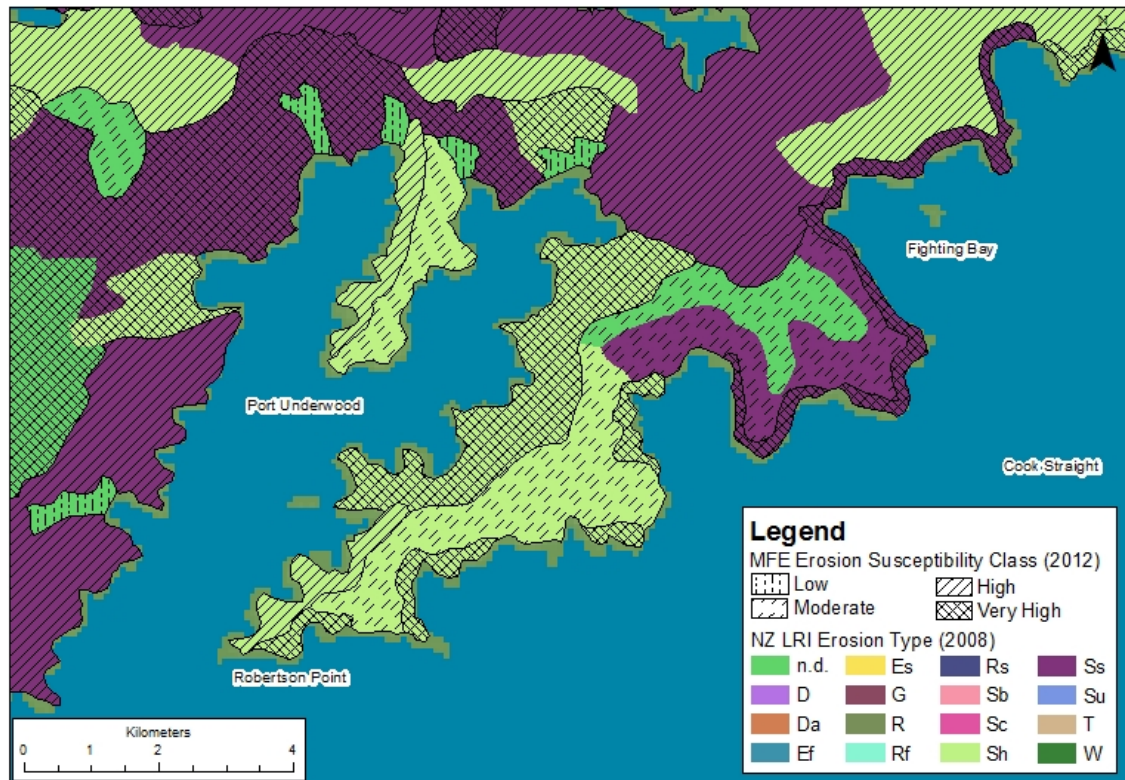 N
Fighting Bay
Port Underwood
Cook Straight
Robertson Point
Legend
MFE Erosion Susceptibility Class (2012)
Low High
Moderate Very High
NZ LRI Erosion Type (2008)
n.d. Es Rs Ss
D G Sb Su
Da R Sc T
Ef Rf Sh W
Kilometers
0 1 2 4